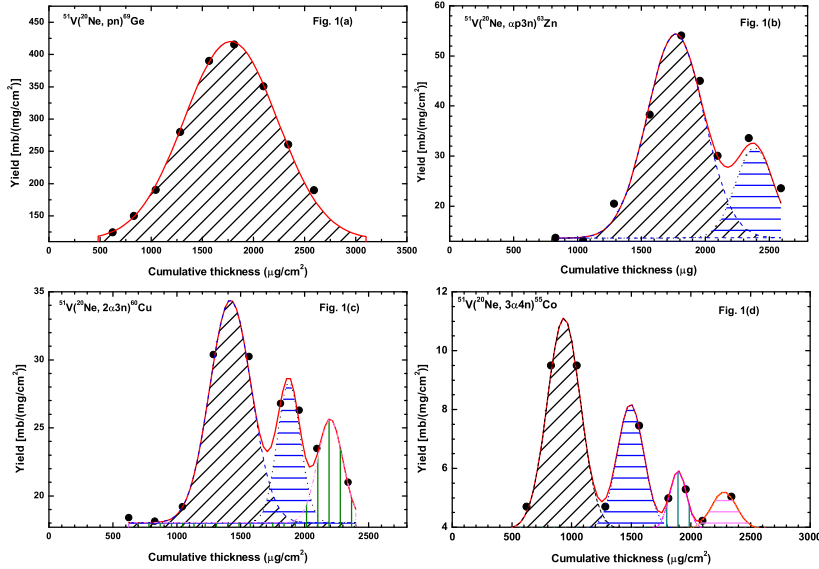 ⁵¹V(²⁰Ne, pn)⁶⁹Ge
Fig. 1(a)
Yield [mb/(mg/cm²)]
400
350
300
250
200
150
0
500
1000
1500
2000
2500
3000
3500
Cumulative thickness (μg/cm²)
⁵¹V(²⁰Ne, αp3n)⁶³Zn
Fig. 1(b)
Yield [mb/(mg/cm²)]
60
50
40
30
20
0
500
1000
1500
2000
2500
Cumulative thickness (μg)
⁵¹V(²⁰Ne, 2α3n)⁶⁰Cu
Fig. 1(c)
Yield [mb/(mg/cm²)]
35
30
25
20
0
500
1000
1500
2000
2500
Cumulative thickness (μg/cm²)
⁵¹V(²⁰Ne, 3α4n)⁵⁵Co
Fig. 1(d)
Yield [mb/(mg/cm²)]
12
10
8
6
4
0
500
1000
1500
2000
2500
3000
Cumulative thickness (μg/cm²)